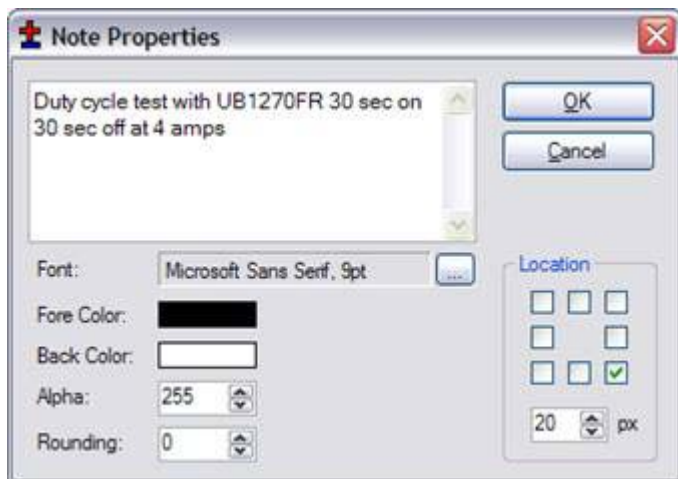 Note Properties
Duty cycle test with UB1270FR 30 sec on
30 sec off at 4 amps
OK
Cancel
Font:
Microsoft Sans Serif, 9pt
...
Location
Fore Color:
Back Color:
Alpha:
255
Rounding:
0
20
px